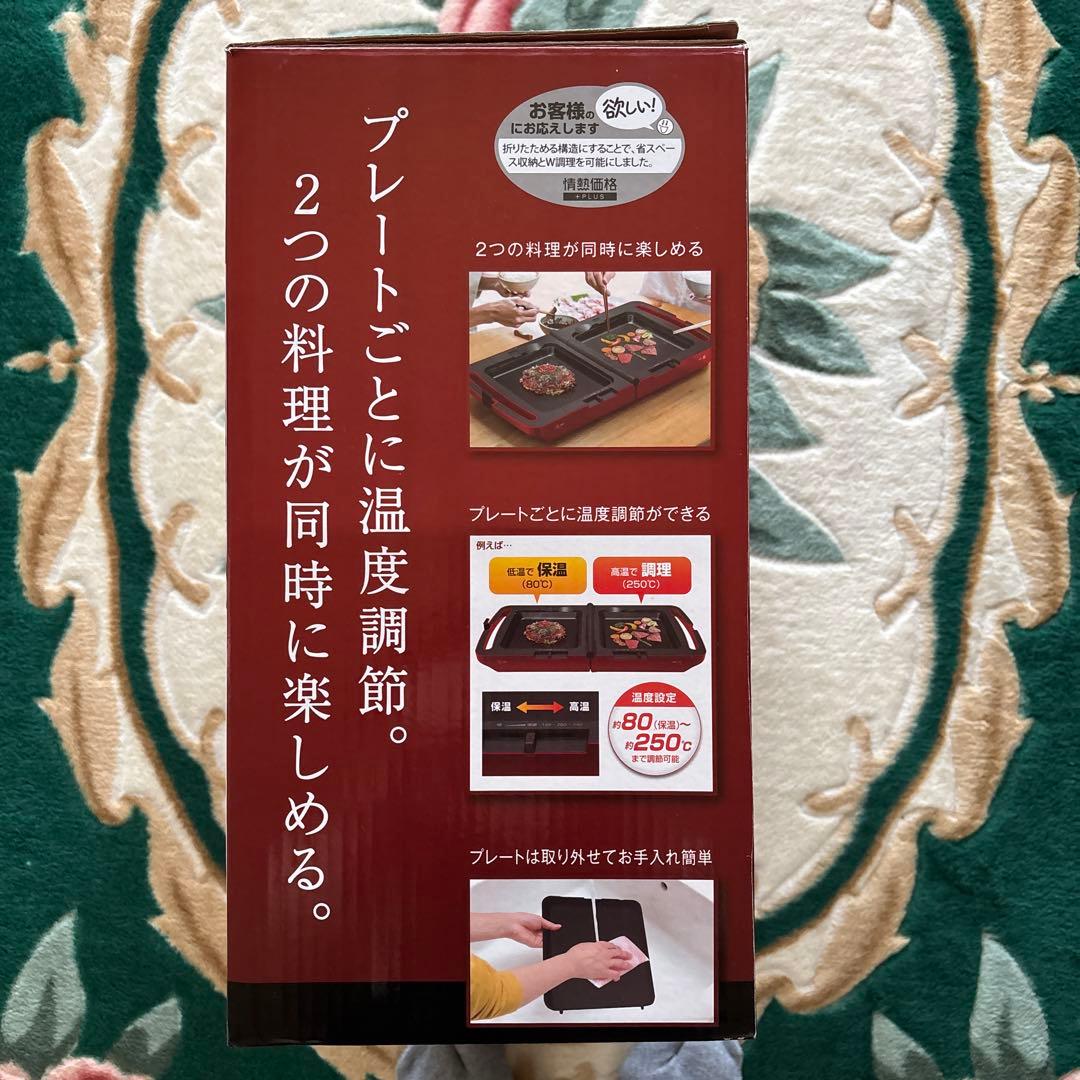 プレートごとに温度調節。
2つの料理が同時に楽しめる。
お客様の 欲しい!
にお応えします
折りたためる構造にすることで、省スペー
ス収納とW調理を可能にしました。
情熱価格
+PLUS
2つの料理が同時に楽しめる
プレートごとに温度調節ができる
例えば…
低温で 保温
(80℃)
高温で 調理
(250℃)
保温 高温
温度設定
約80(保温)〜
約250℃
まで調節可能
プレートは取り外せてお手入れ簡単